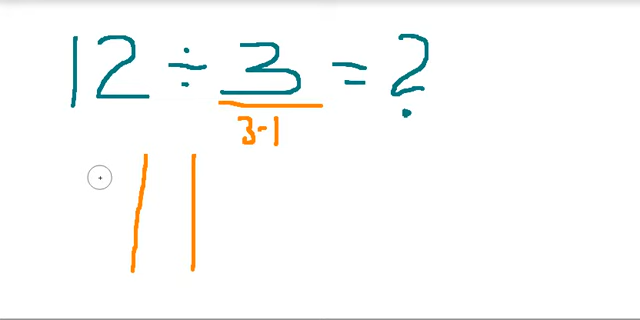 12 ÷ 3 = ?
3-1